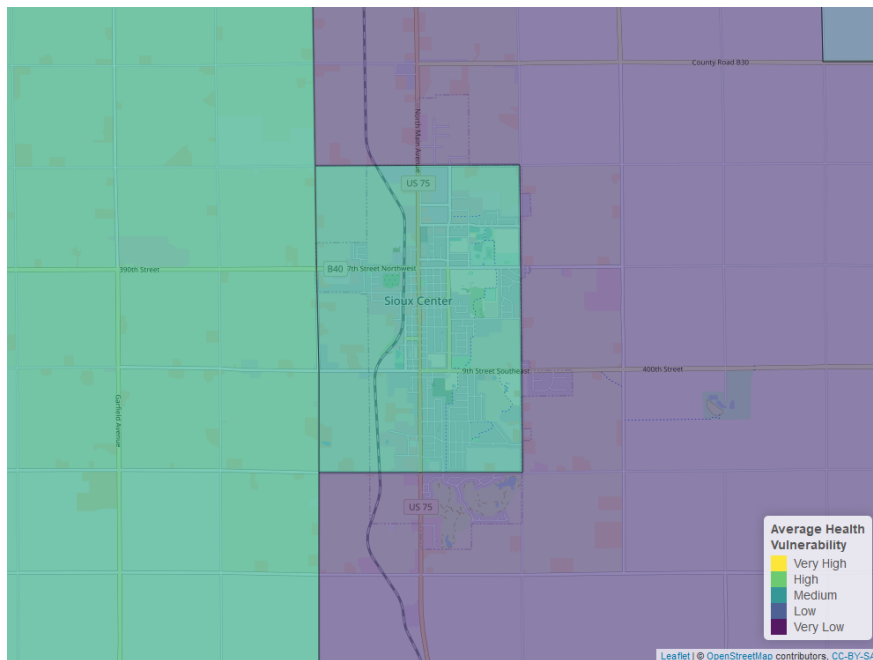 County Road B30
North Main Avenue
US 75
390th Street
B40
7th Street Northwest
Sioux Center
9th Street Southeast
400th Street
Garfield Avenue
US 75
Average Health
Vulnerability
Very High
High
Medium
Low
Very Low
Leaflet | © OpenStreetMap contributors, CC-BY-SA